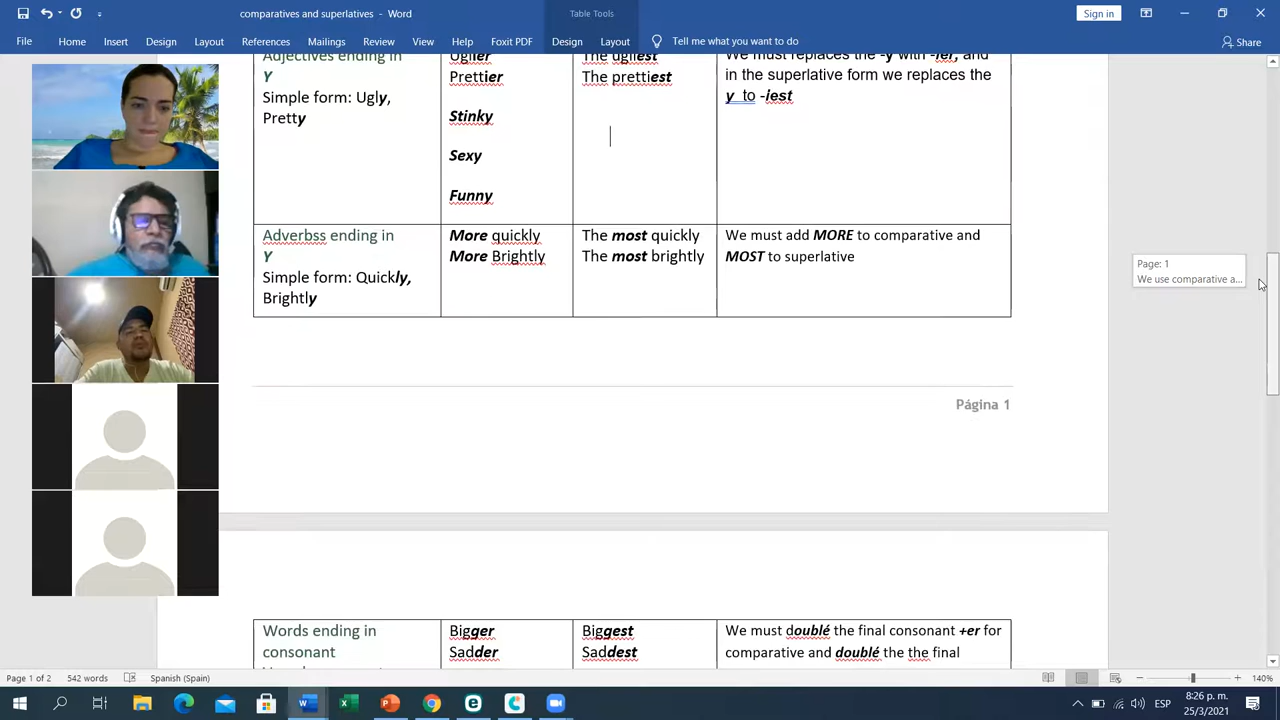 comparatives and superlatives - Word
Table Tools
Sign in
File Home Insert Design Layout References Mailings Review View Help Foxit PDF Design Layout Tell me what you want to do Share
Adjectives ending in
Y
Simple form: Ugly,
Pretty
Uglier
Prettier
Stinky
Sexy
Funny
The ugliest
The prettiest
We must replaces the -y with -ier, and
in the superlative form we replaces the
y to -iest
Adverbss ending in
Y
Simple form: Quickly,
Brightly
More quickly
More Brightly
The most quickly
The most brightly
We must add MORE to comparative and
MOST to superlative
Page: 1
We use comparative a...
Página 1
Words ending in
consonant
Bigger
Sadder
Biggest
Saddest
We must doublé the final consonant +er for
comparative and doublé the the final
Page 1 of 2 542 words Spanish (Spain) 140%
ESP
8:26 p. m.
25/3/2021